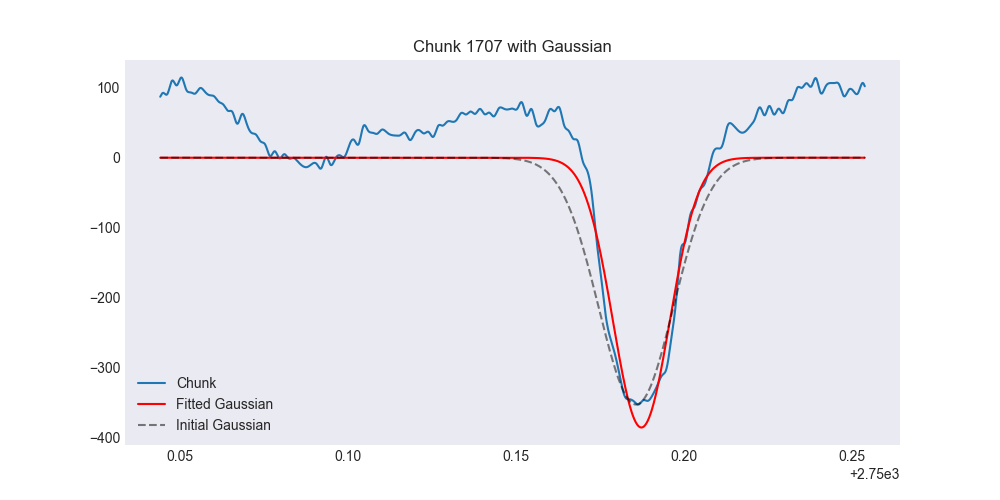 Chunk 1707 with Gaussian
100
0
−100
−200
−300
−400
Chunk
Fitted Gaussian
Initial Gaussian
0.05 0.10 0.15 0.20 0.25
+2.75e3